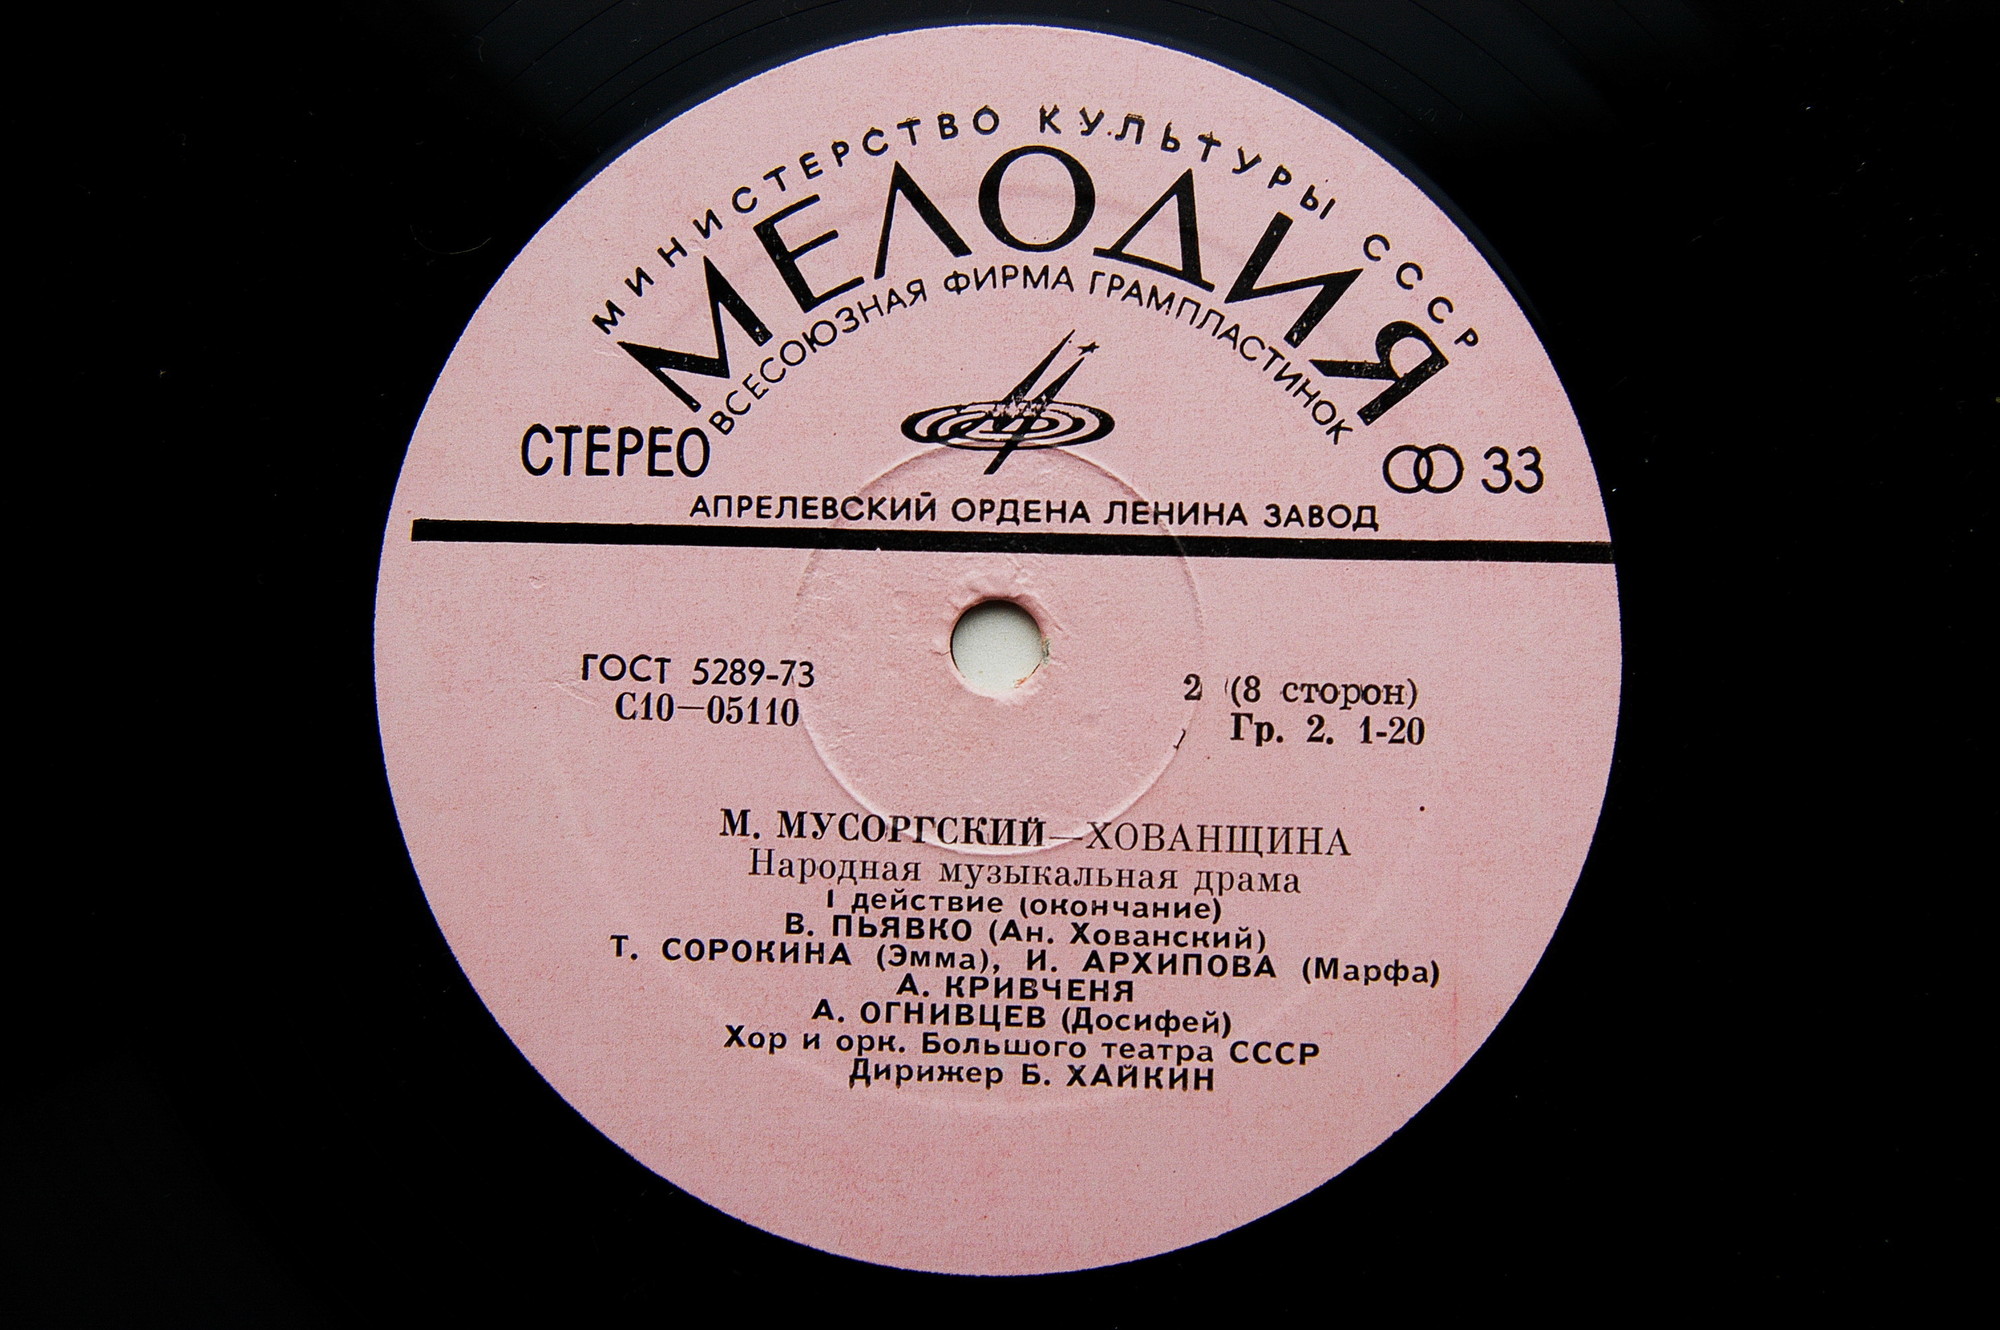 МИНИСТЕРСТВО КУЛЬТУРЫ СССР
МЕЛОДИЯ
ВСЕСОЮЗНАЯ ФИРМА ГРАМПЛАСТИНОК
СТЕРЕО
33
АПРЕЛЕВСКИЙ ОРДЕНА ЛЕНИНА ЗАВОД
ГОСТ 5289-73
С10—05110
2 (8 сторон)
Гр. 2. 1-20
М. МУСОРГСКИЙ—ХОВАНЩИНА
Народная музыкальная драма
I действие (окончание)
В. ПЬЯВКО (Ан. Хованский)
Т. СОРОКИНА (Эмма), И. АРХИПОВА (Марфа)
А. КРИВЧЕНЯ
А. ОГНИВЦЕВ (Досифей)
Хор и орк. Большого театра СССР
Дирижер Б. ХАЙКИН